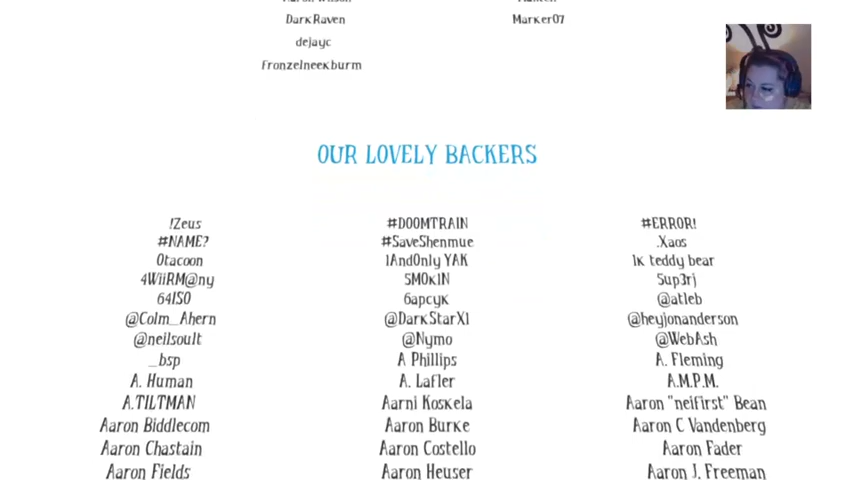 DarkRaven Marker07
dejayc
Fronzelneekburm
OUR LOVELY BACKERS
!Zeus #DOOMTRAIN #ERROR!
#NAME? #SaveShenmue .Xaos
0tacoon 1AndOnly YAK 1k teddy bear
4WiiRM@ny 5MOk1N 5up3rj
64ISO 6apcyk @atleb
@Colm_Ahern @DarkStarX1 @heyjonanderson
@neilsoult @Nymo @WebAsh
_bsp A Phillips A. Fleming
A. Human A. Lafler A.M.P.M.
A.TILTMAN Aarni Koskela Aaron "neifirst" Bean
Aaron Biddlecom Aaron Burke Aaron C Vandenberg
Aaron Chastain Aaron Costello Aaron Fader
Aaron Fields Aaron Heuser Aaron J. Freeman